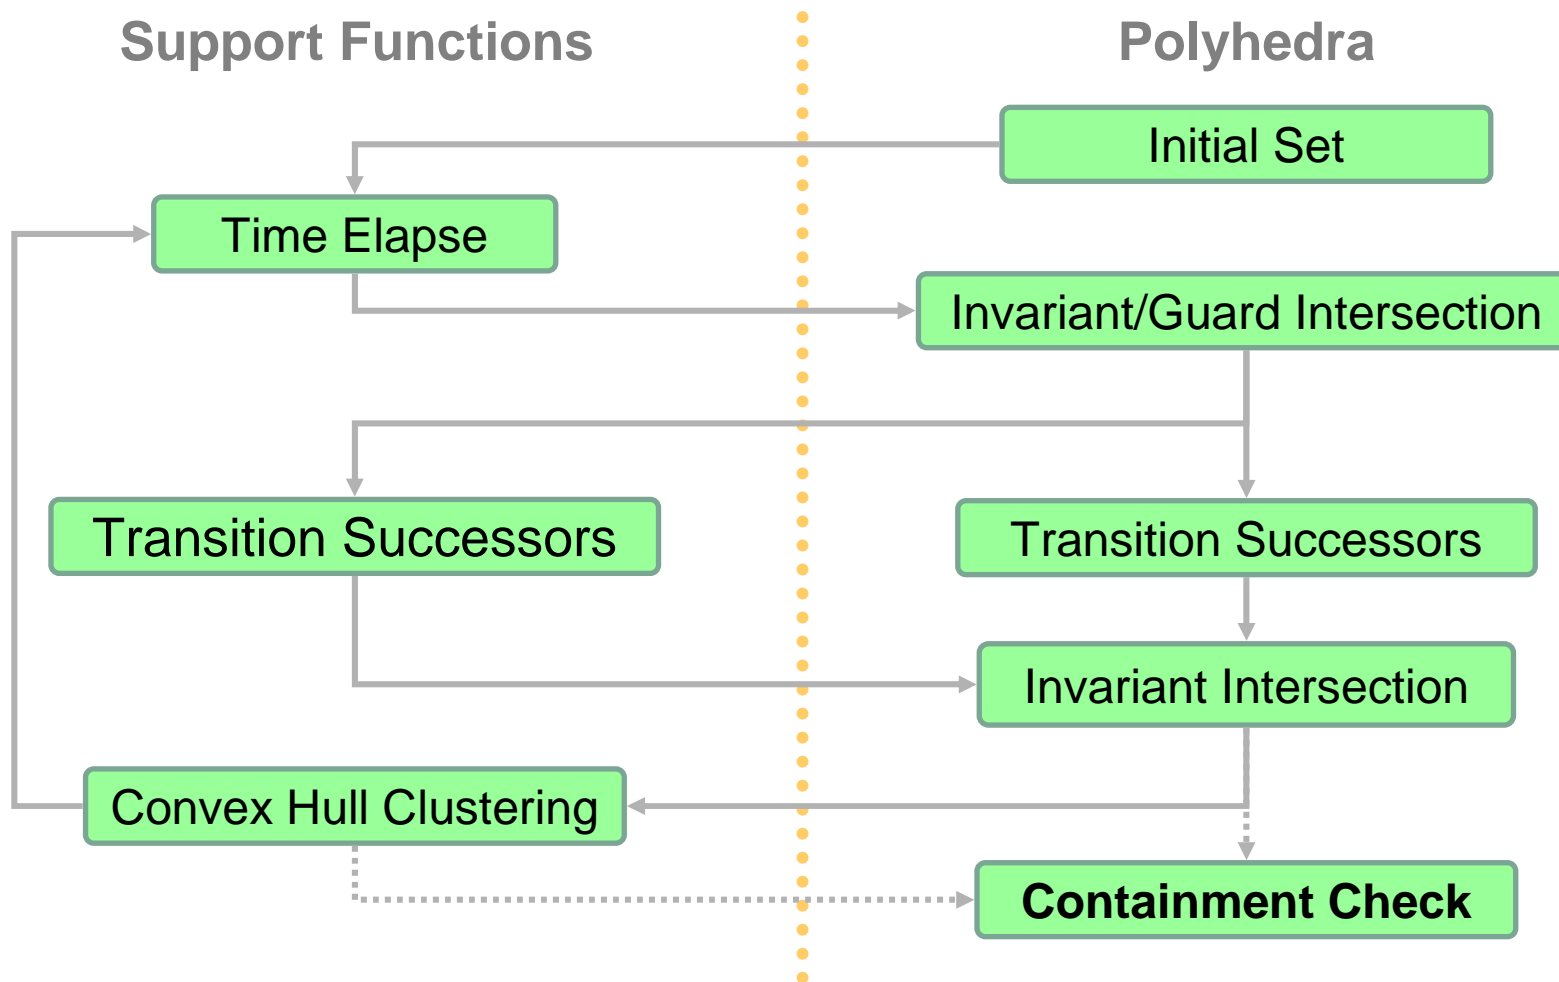 Support Functions
Polyhedra
Initial Set
Time Elapse
Invariant/Guard Intersection
Transition Successors
Transition Successors
Invariant Intersection
Convex Hull Clustering
Containment Check